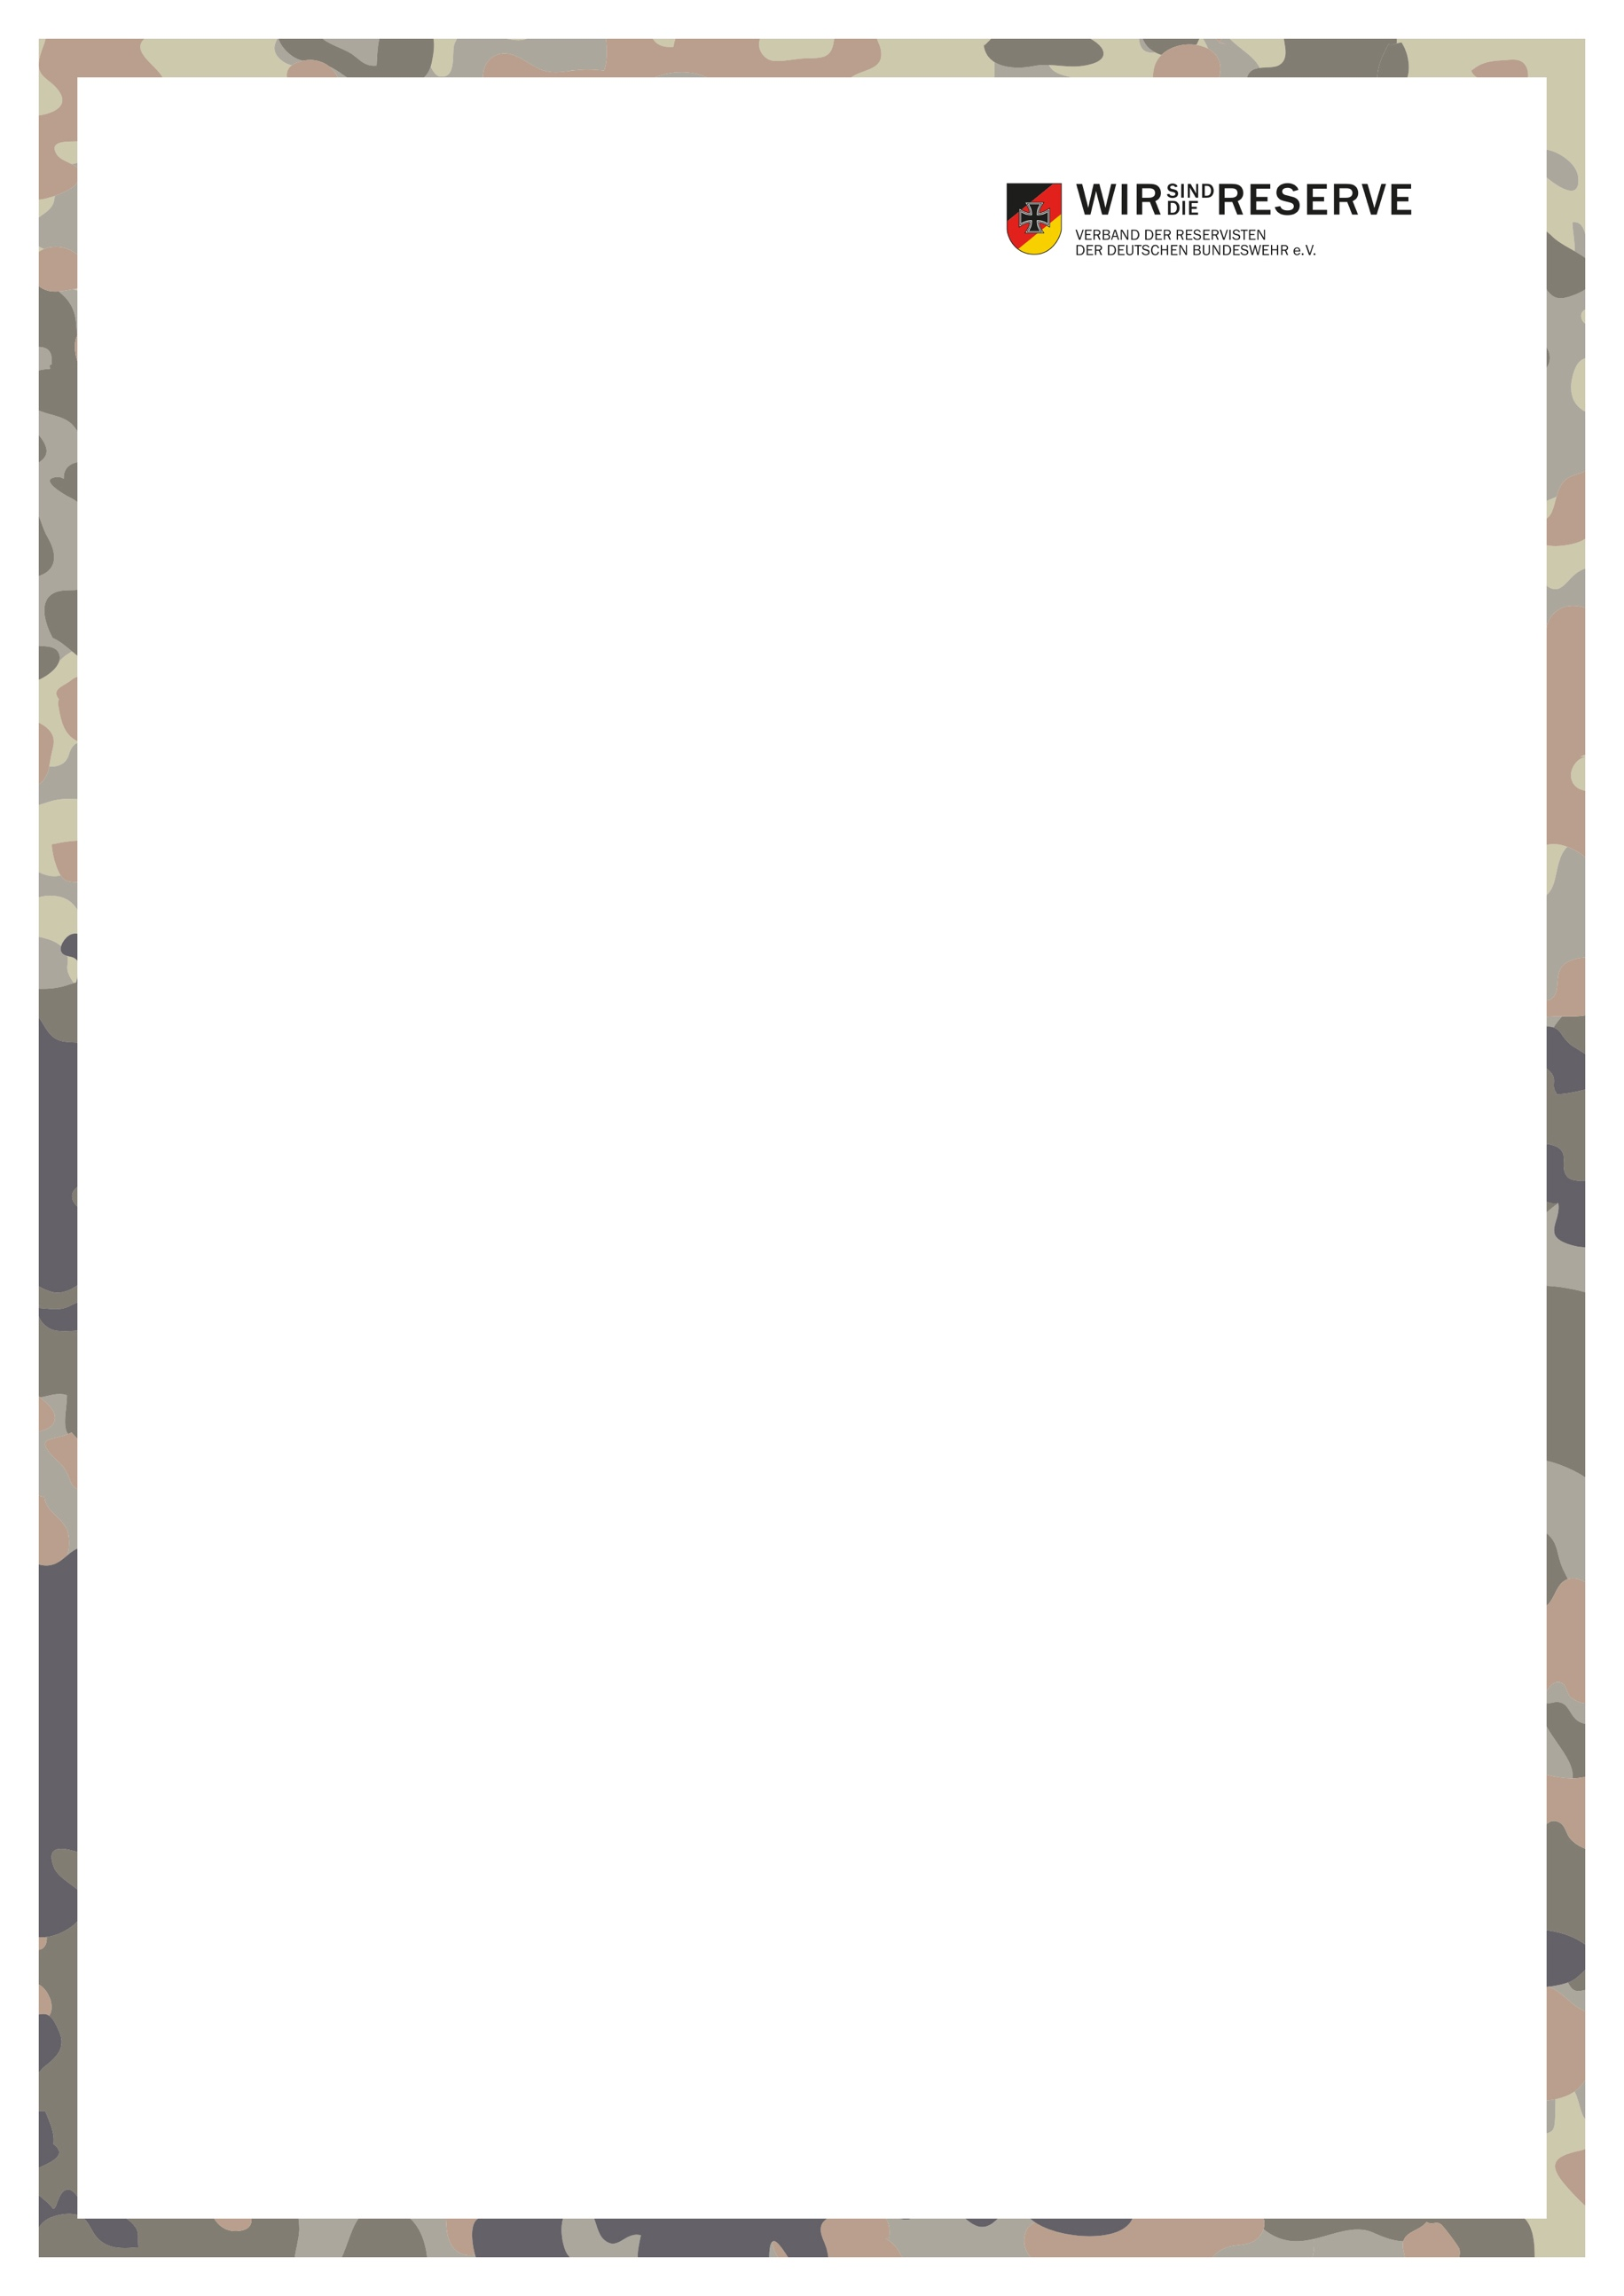 WIR SIND DIE RESERVE
VERBAND DER RESERVISTEN
DER DEUTSCHEN BUNDESWEHR e.V.